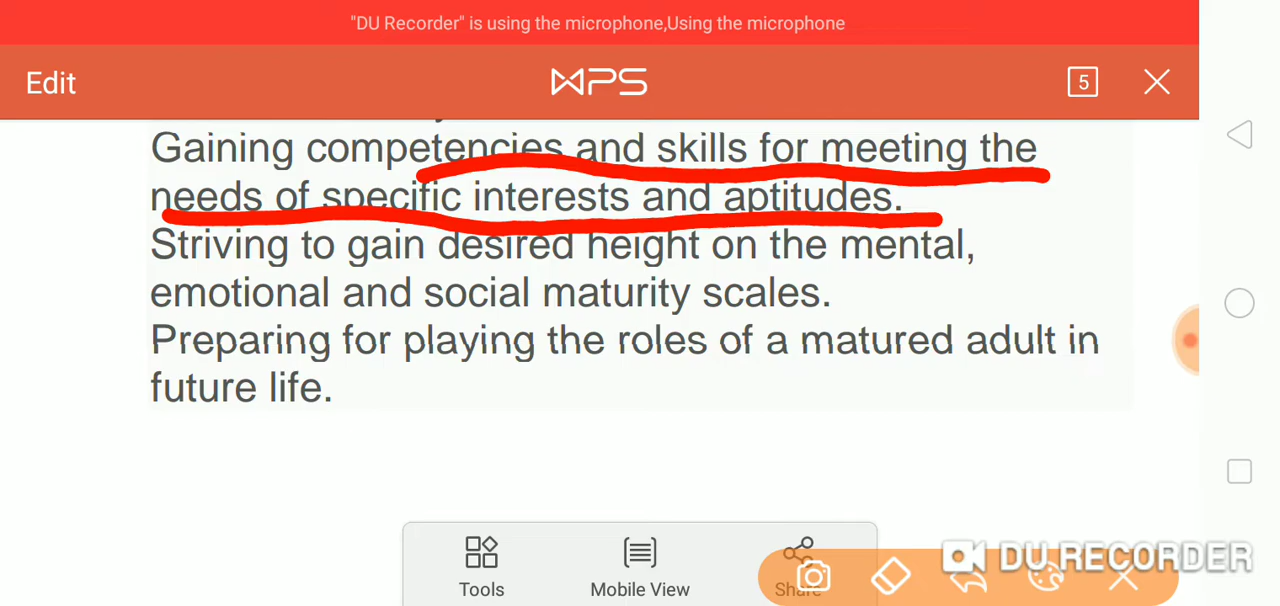 "DU Recorder" is using the microphone,Using the microphone
Edit
WPS
5
Gaining competencies and skills for meeting the
needs of specific interests and aptitudes.
Striving to gain desired height on the mental,
emotional and social maturity scales.
Preparing for playing the roles of a matured adult in
future life.
Tools
Mobile View
Share
DU RECORDER